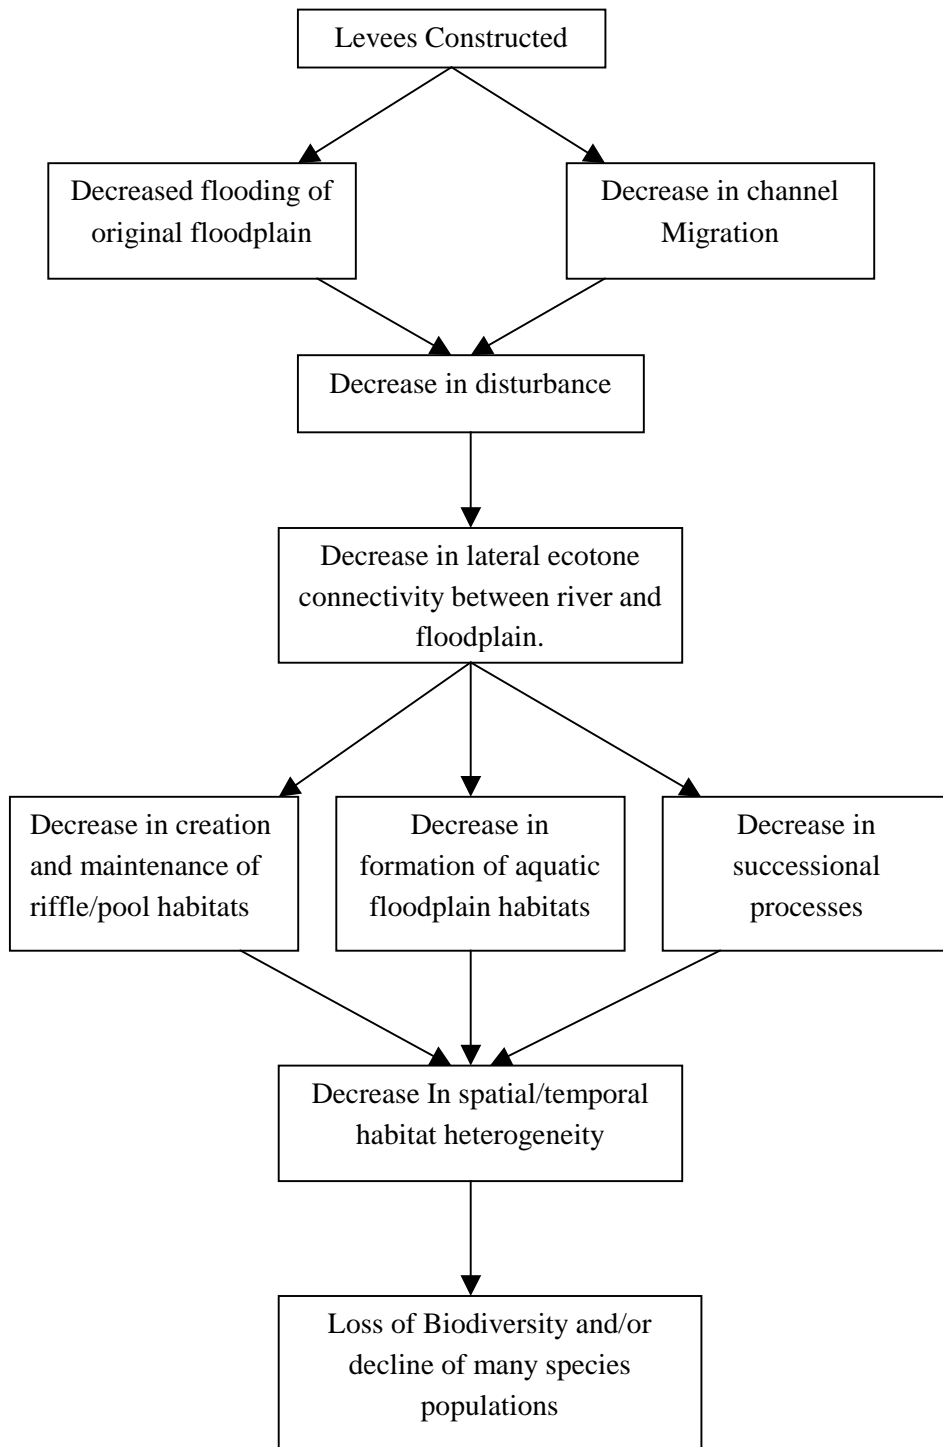 Levees Constructed
Decreased flooding of
original floodplain
Decrease in channel
Migration
Decrease in disturbance
Decrease in lateral ecotone
connectivity between river and
floodplain.
Decrease in creation
and maintenance of
riffle/pool habitats
Decrease in
formation of aquatic
floodplain habitats
Decrease in
successional
processes
Decrease In spatial/temporal
habitat heterogeneity
Loss of Biodiversity and/or
decline of many species
populations